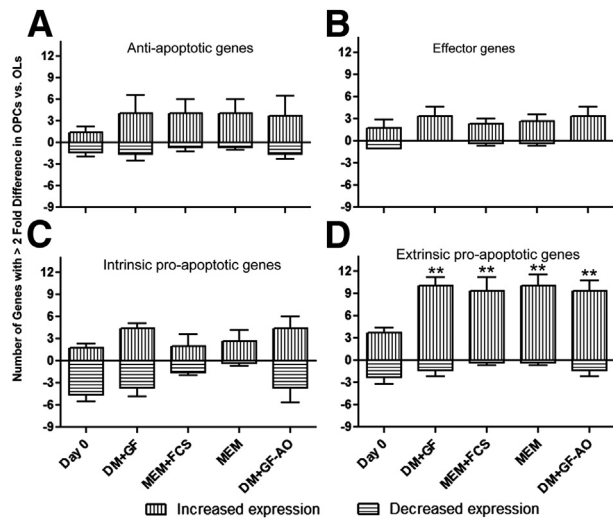 A
Anti-apoptotic genes
12
9
6
3
0
-3
-6
-9
B
Effector genes
12
9
6
3
0
-3
-6
-9
Number of Genes with > 2 Fold Difference in OPCs vs. OLs
C
Intrinsic pro-apoptotic genes
12
9
6
3
0
-3
-6
-9
Day 0
DM+GF
MEM+FCS
MEM
DM+GF-AO
D
Extrinsic pro-apoptotic genes
** ** ** **
12
9
6
3
0
-3
-6
-9
Day 0
DM+GF
MEM+FCS
MEM
DM+GF-AO
Increased expression Decreased expression